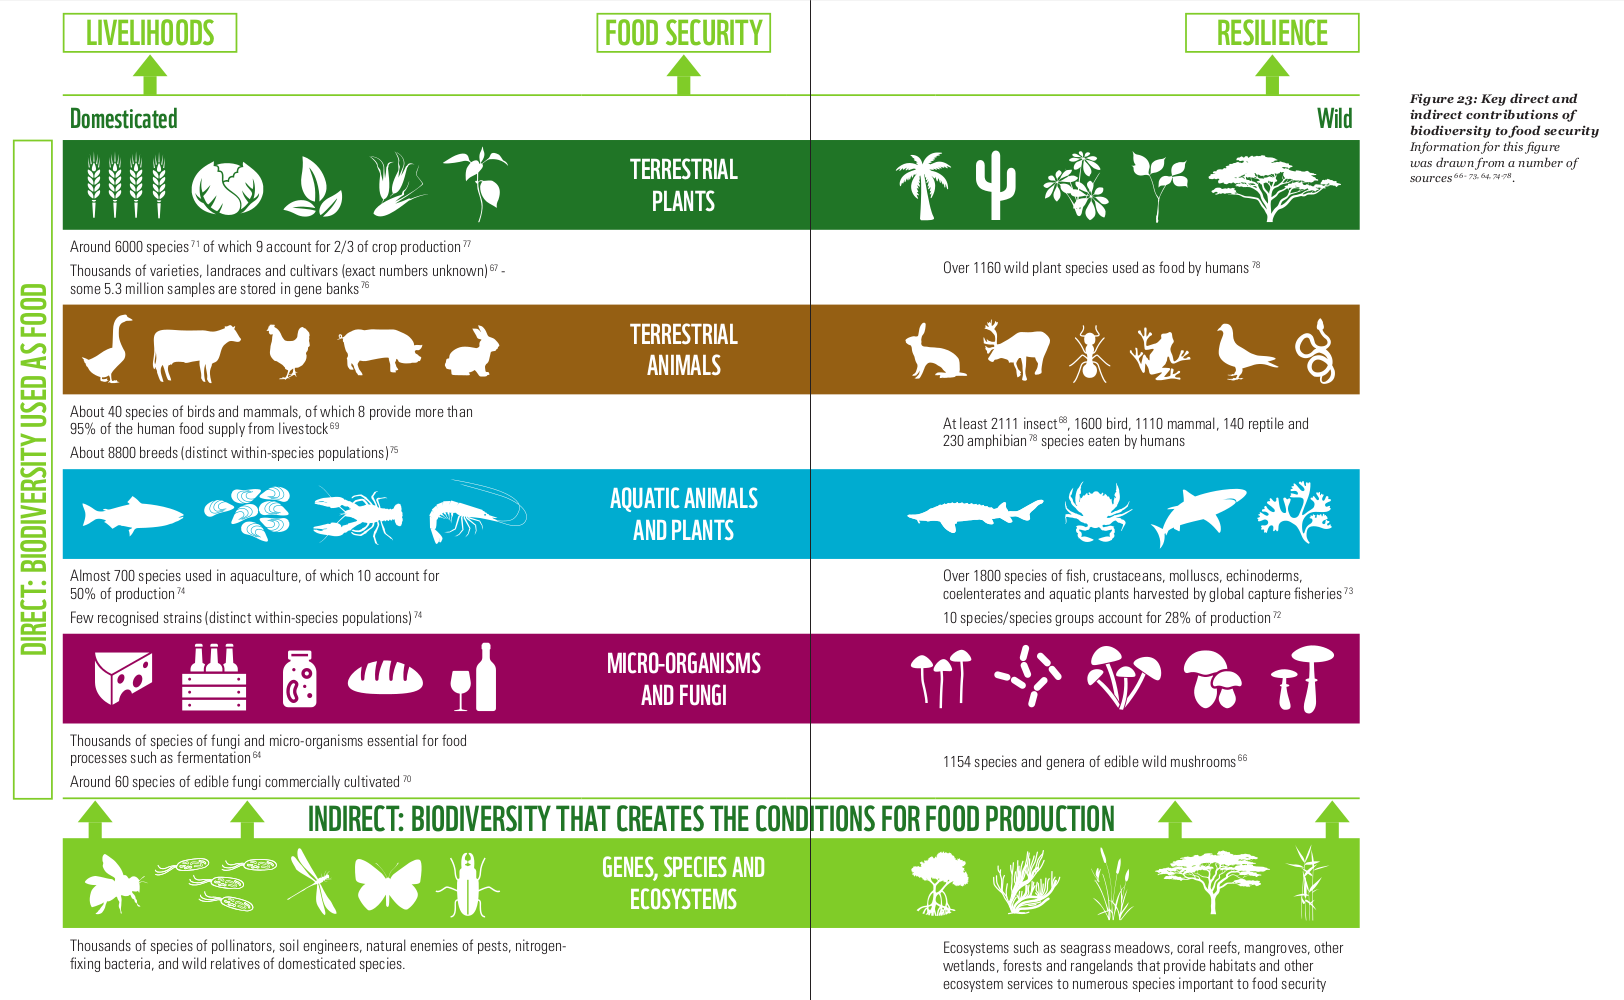 LIVELIHOODS
FOOD SECURITY
RESILIENCE
Domesticated
Wild
Figure 23: Key direct and
indirect contributions of
biodiversity to food security
Information for this figure
was drawn from a number of
sources 66- 73, 64, 74-78.
DIRECT: BIODIVERSITY USED AS FOOD
TERRESTRIAL
PLANTS
Around 6000 species 71 of which 9 account for 2/3 of crop production 77
Thousands of varieties, landraces and cultivars (exact numbers unknown) 67 -
some 5.3 million samples are stored in gene banks 76
Over 1160 wild plant species used as food by humans 78
TERRESTRIAL
ANIMALS
About 40 species of birds and mammals, of which 8 provide more than
95% of the human food supply from livestock 69
About 8800 breeds (distinct within-species populations) 75
At least 2111 insect 68, 1600 bird, 1110 mammal, 140 reptile and
230 amphibian 78 species eaten by humans
AQUATIC ANIMALS
AND PLANTS
Almost 700 species used in aquaculture, of which 10 account for
50% of production 74
Few recognised strains (distinct within-species populations) 74
Over 1800 species of fish, crustaceans, molluscs, echinoderms,
coelenterates and aquatic plants harvested by global capture fisheries 73
10 species/species groups account for 28% of production 72
MICRO-ORGANISMS
AND FUNGI
Thousands of species of fungi and micro-organisms essential for food
processes such as fermentation 64
Around 60 species of edible fungi commercially cultivated 70
1154 species and genera of edible wild mushrooms 66
INDIRECT: BIODIVERSITY THAT CREATES THE CONDITIONS FOR FOOD PRODUCTION
GENES, SPECIES AND
ECOSYSTEMS
Thousands of species of pollinators, soil engineers, natural enemies of pests, nitrogen-
fixing bacteria, and wild relatives of domesticated species.
Ecosystems such as seagrass meadows, coral reefs, mangroves, other
wetlands, forests and rangelands that provide habitats and other
ecosystem services to numerous species important to food security